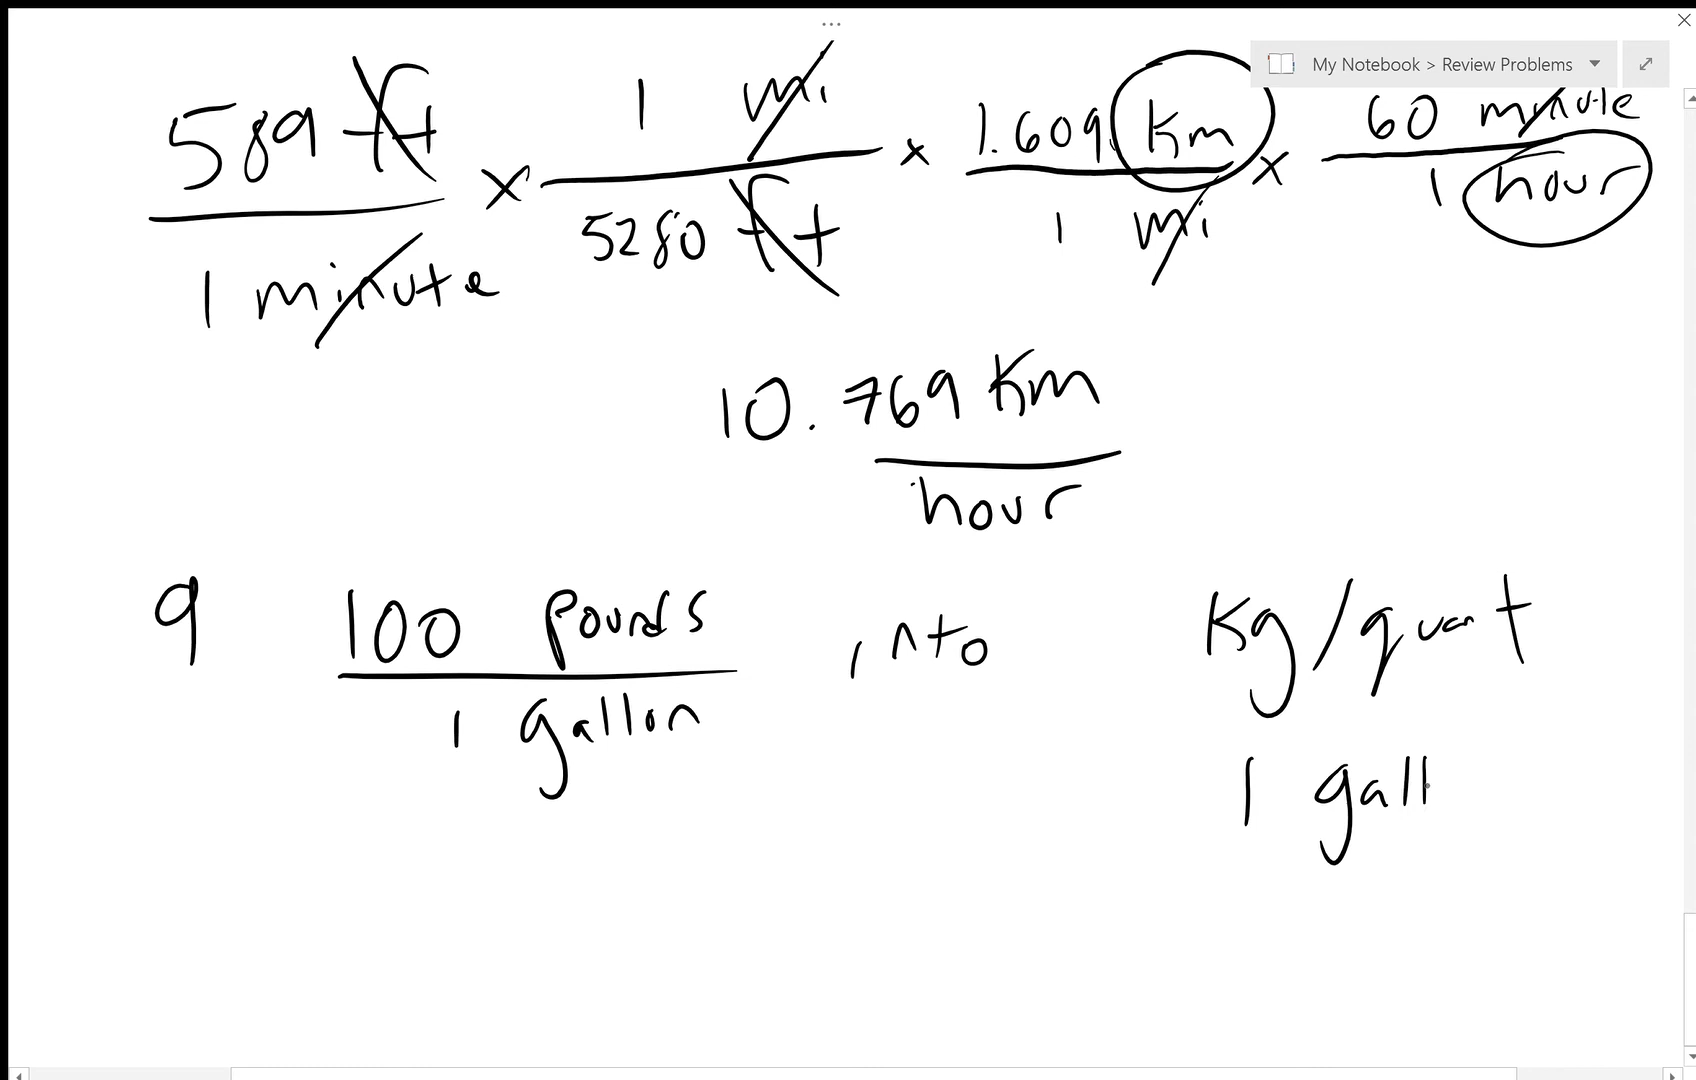 ...
My Notebook > Review Problems
589 ft × 1 mi × 1.609 Km × 60 minute
1 minute 5280 ft 1 mi 1 hour
10.769 Km
hour
9 100 pounds into Kg/quart
1 gallon
1 gall